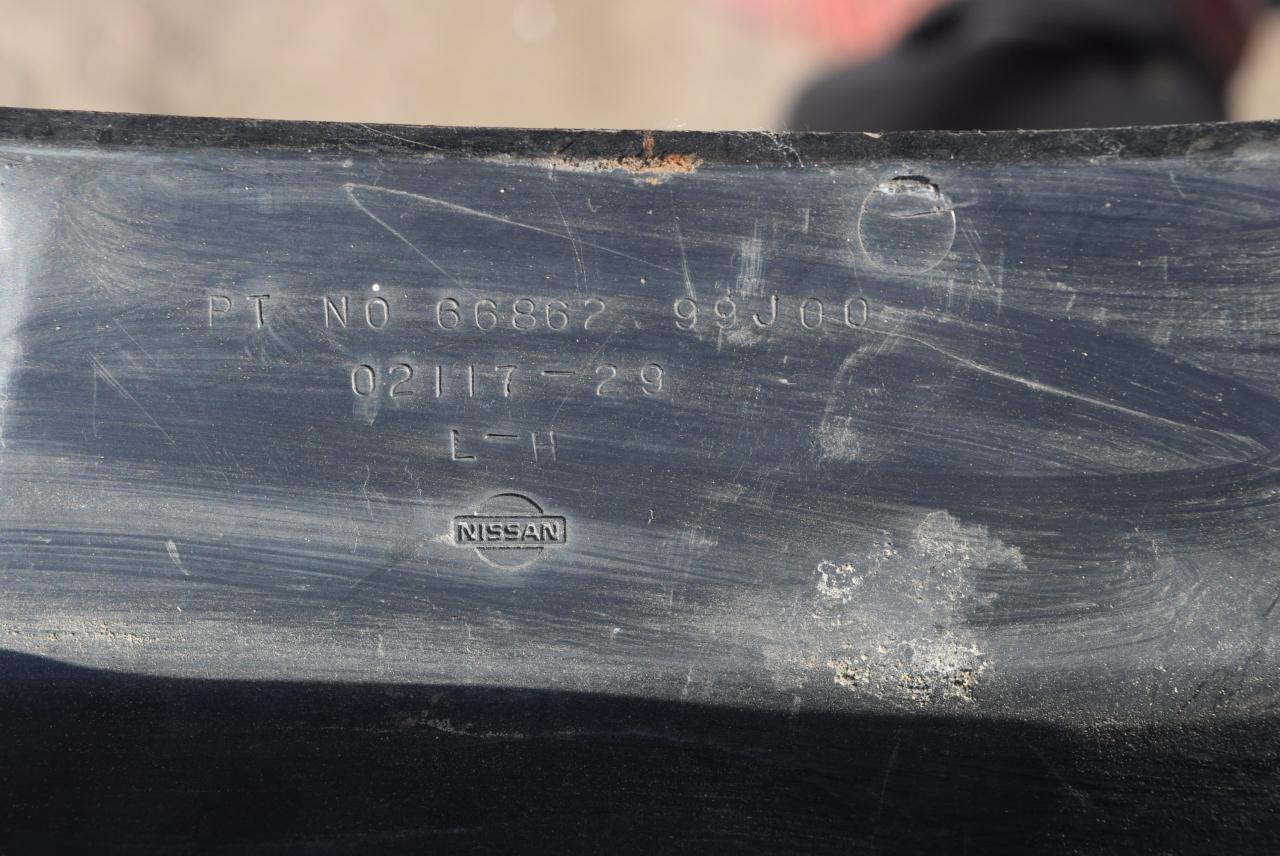 PT NO 66862 99J00
02117-29
L-H
NISSAN